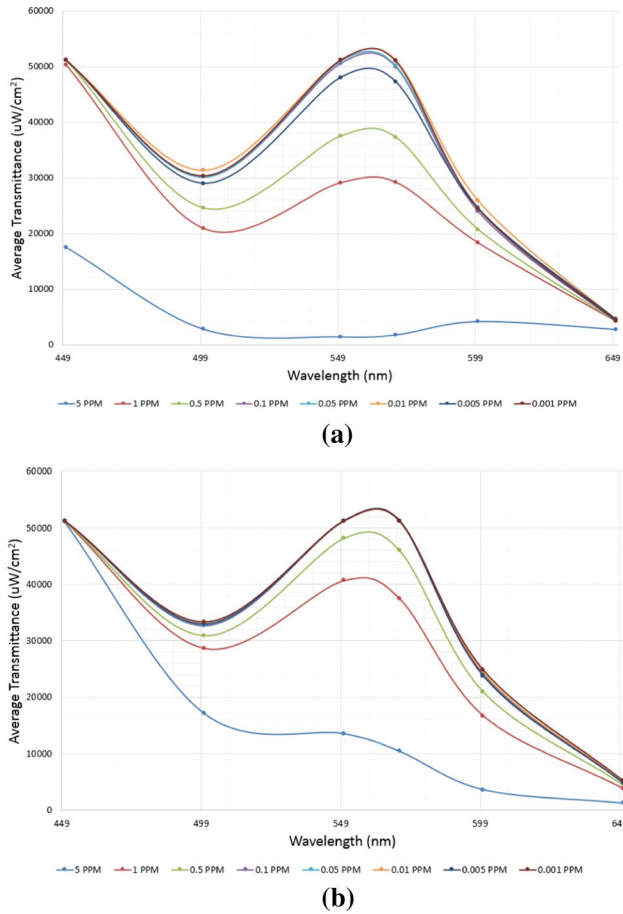 60000
50000
40000
30000
20000
10000
0
Average Transmittance (uW/cm²)
449 499 549 599 649
Wavelength (nm)
5 PPM 1 PPM 0.5 PPM 0.1 PPM 0.05 PPM 0.01 PPM 0.005 PPM 0.001 PPM
(a)
60000
50000
40000
30000
20000
10000
0
Average Transmittance (uW/cm²)
449 499 549 599 64
Wavelength (nm)
5 PPM 1 PPM 0.5 PPM 0.1 PPM 0.05 PPM 0.01 PPM 0.005 PPM 0.001 PPM
(b)